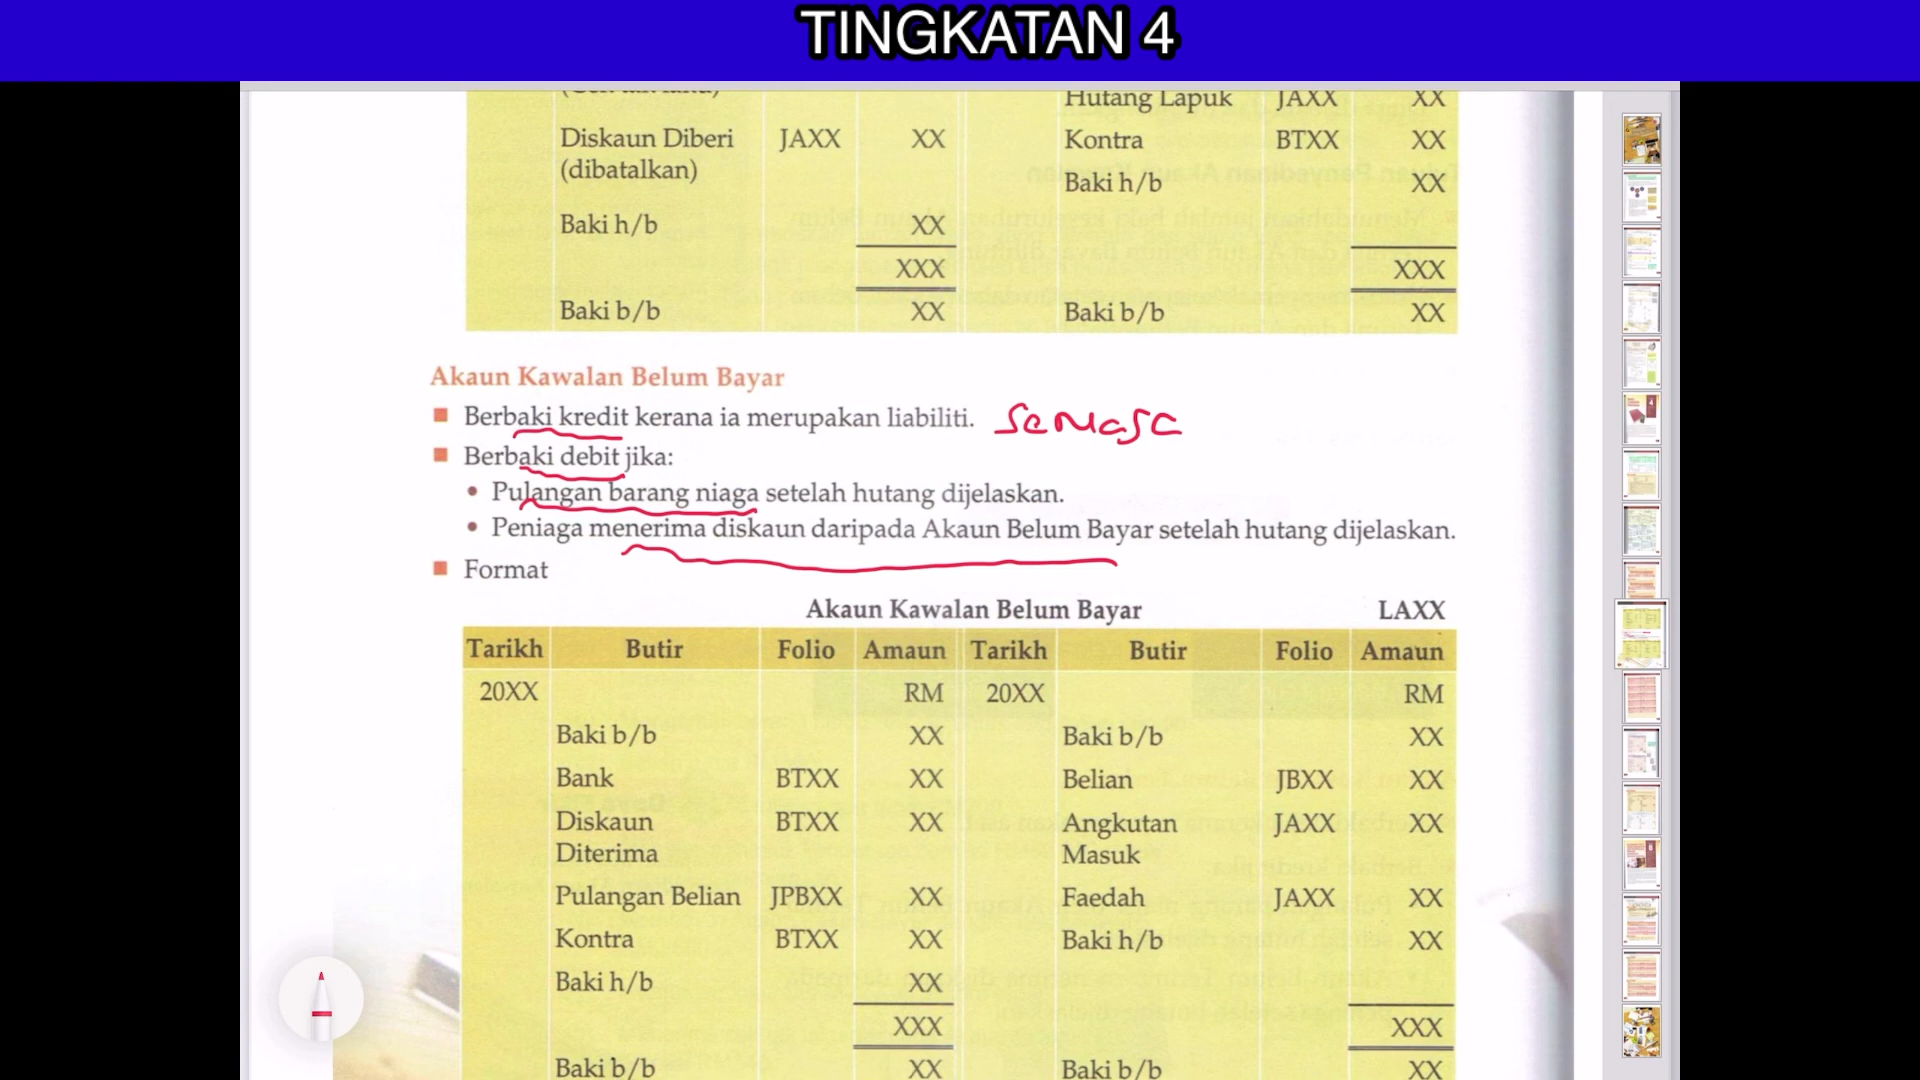 TINGKATAN 4
Hutang Lapuk JAXX XX
Diskaun Diberi JAXX XX Kontra BTXX XX
(dibatalkan)
Baki h/b XX
Baki h/b XX
XXX XXX
Baki b/b XX Baki b/b XX
Akaun Kawalan Belum Bayar
Berbaki kredit kerana ia merupakan liabiliti. semasa
Berbaki debit jika:
Pulangan barang niaga setelah hutang dijelaskan.
Peniaga menerima diskaun daripada Akaun Belum Bayar setelah hutang dijelaskan.
Format
Akaun Kawalan Belum Bayar LAXX
Tarikh Butir Folio Amaun Tarikh Butir Folio Amaun
20XX RM 20XX RM
Baki b/b XX Baki b/b XX
Bank BTXX XX Belian JBXX XX
Diskaun BTXX XX Angkutan JAXX XX
Diterima Masuk
Pulangan Belian JPBXX XX Faedah JAXX XX
Kontra BTXX XX Baki h/b XX
Baki h/b XX
XXX XXX
Baki b/b XX Baki b/b XX